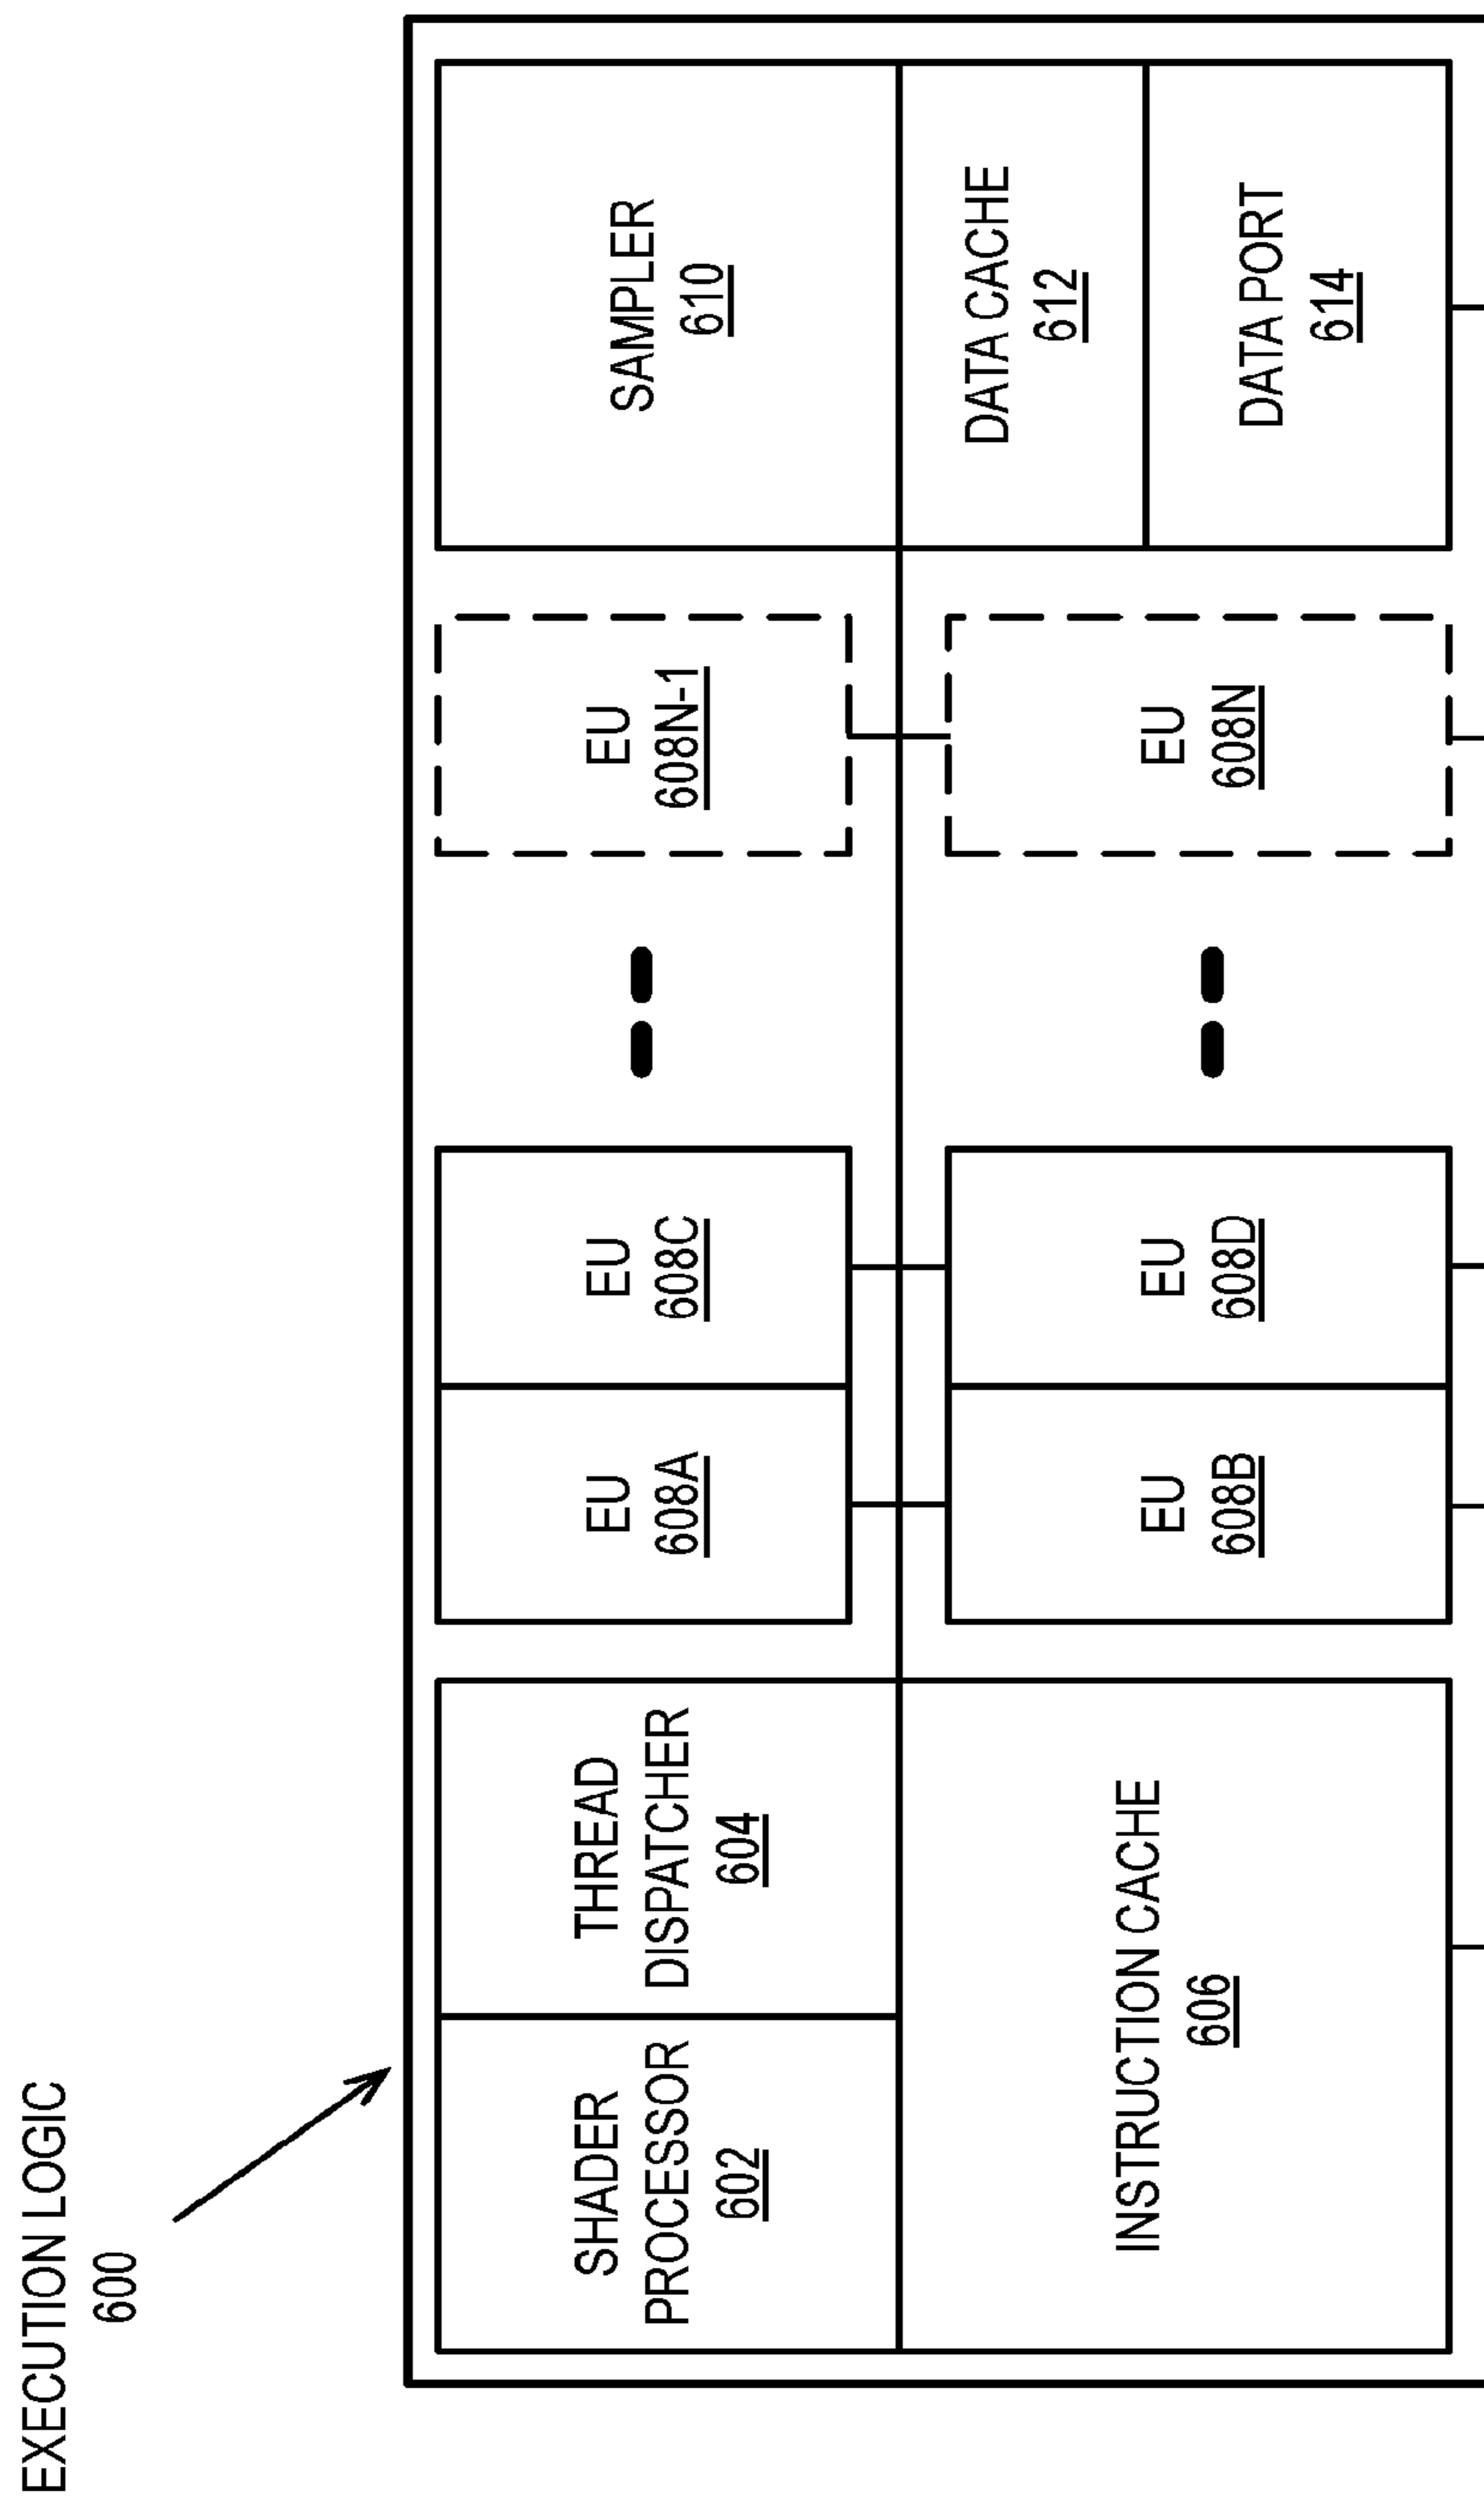 EXECUTION LOGIC
600
SHADER
PROCESSOR
602
THREAD
DISPATCHER
604
EU
608A
EU
608C
EU
608N-1
SAMPLER
610
INSTRUCTION CACHE
606
EU
608B
EU
608D
EU
608N
DATA CACHE
612
DATA PORT
614